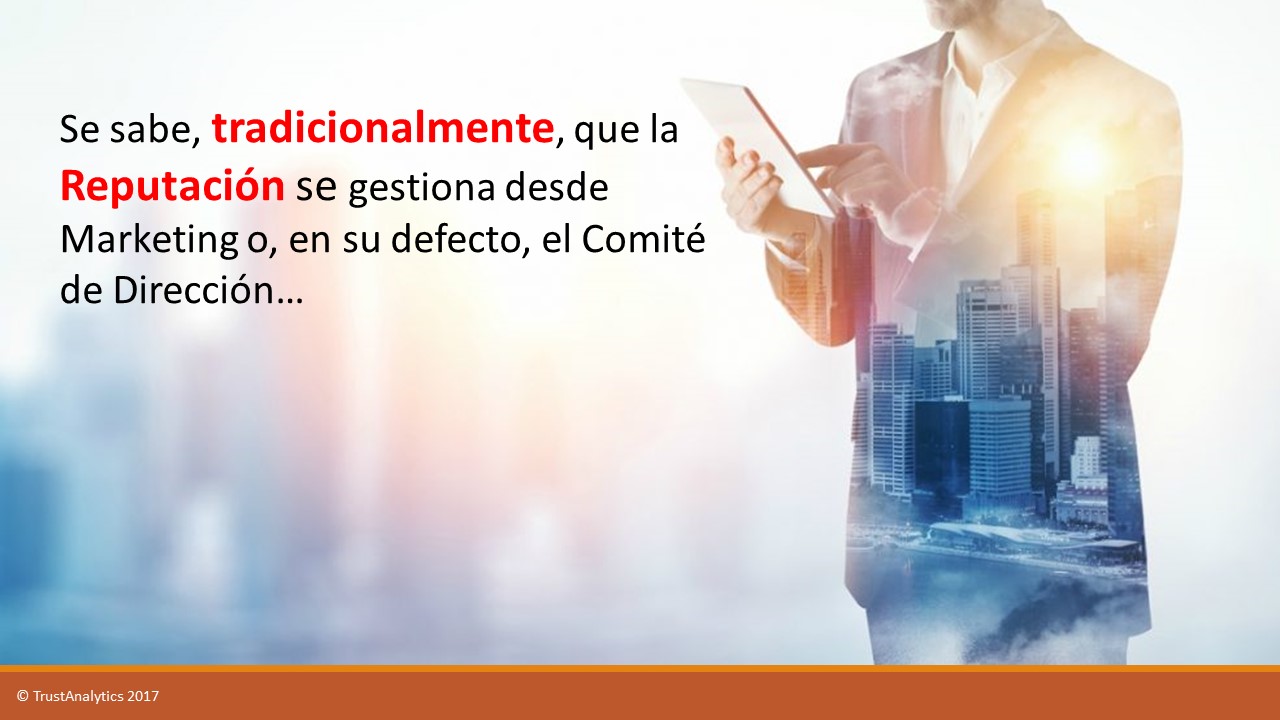 Se sabe, tradicionalmente, que la
Reputación se gestiona desde
Marketing o, en su defecto, el Comité
de Dirección…
© TrustAnalytics 2017